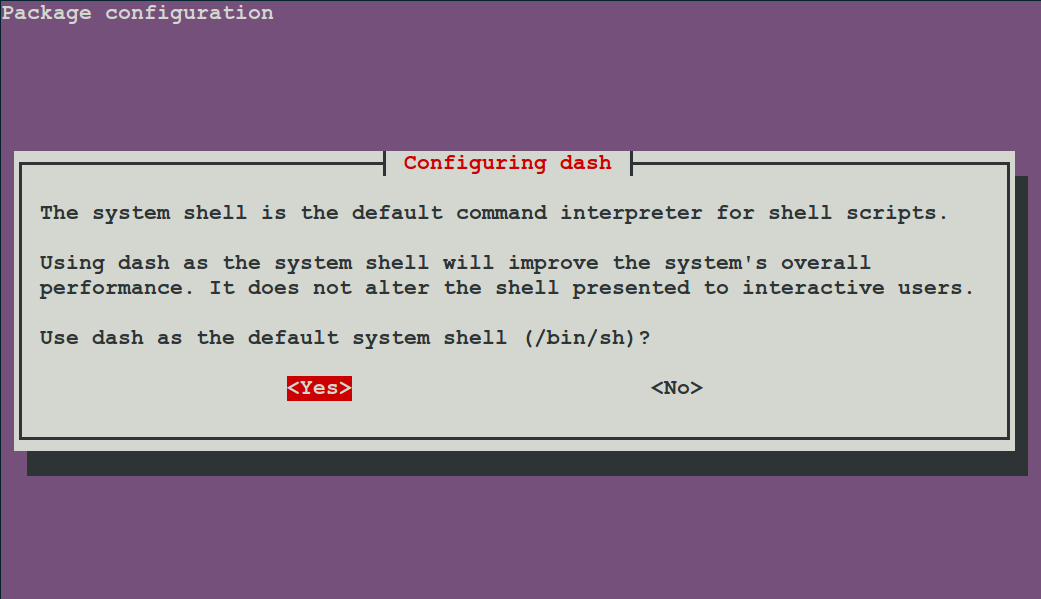 Package configuration
Configuring dash
The system shell is the default command interpreter for shell scripts.
Using dash as the system shell will improve the system's overall
performance. It does not alter the shell presented to interactive users.
Use dash as the default system shell (/bin/sh)?
<Yes> <No>